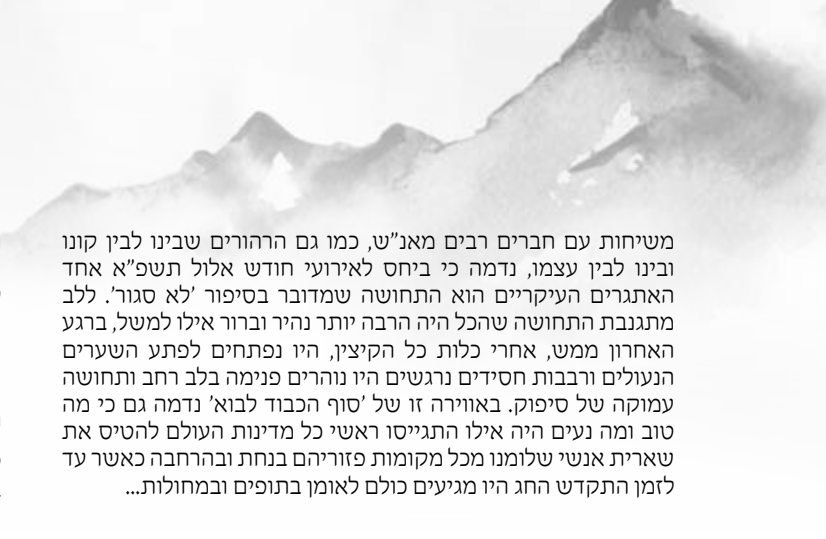 משיחות עם חברים רבים מאנ"ש, כמו גם הרהורים שבינו לבין קונו
ובינו לבין עצמו, נדמה כי ביחס לאירועי חודש אלול תשפ"א אחד
האתגרים העיקריים הוא התחושה שמדובר בסיפור 'לא סגור'. ללב
מתגנבת התחושה שהכל היה הרבה יותר נהיר וברור אילו למשל, ברגע
האחרון ממש, אחרי כלות כל הקיצין, היו נפתחים לפתע השערים
הנעולים ורבבות חסידים נרגשים היו נוהרים פנימה בלב רחב ותחושה
עמוקה של סיפוק. באווירה זו של 'סוף הכבוד לבוא' נדמה גם כי מה
טוב ומה נעים היה אילו התגייסו ראשי כל מדינות העולם להטיס את
שארית אנשי שלומנו מכל מקומות פזוריהם בנחת ובהרחבה כאשר עד
לזמן התקדש החג היו מגיעים כולם לאומן בתופים ובמחולות...